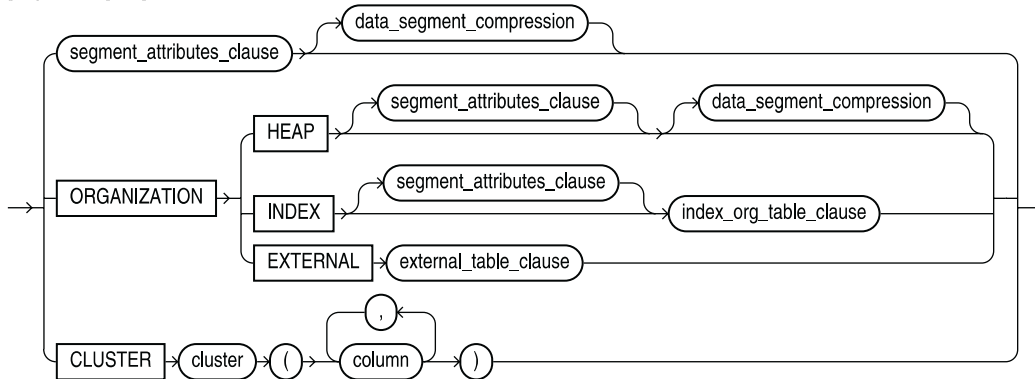 data_segment_compression
segment_attributes_clause
segment_attributes_clause data_segment_compression
HEAP
segment_attributes_clause
ORGANIZATION
INDEX index_org_table_clause
EXTERNAL external_table_clause
,
CLUSTER cluster ( column )